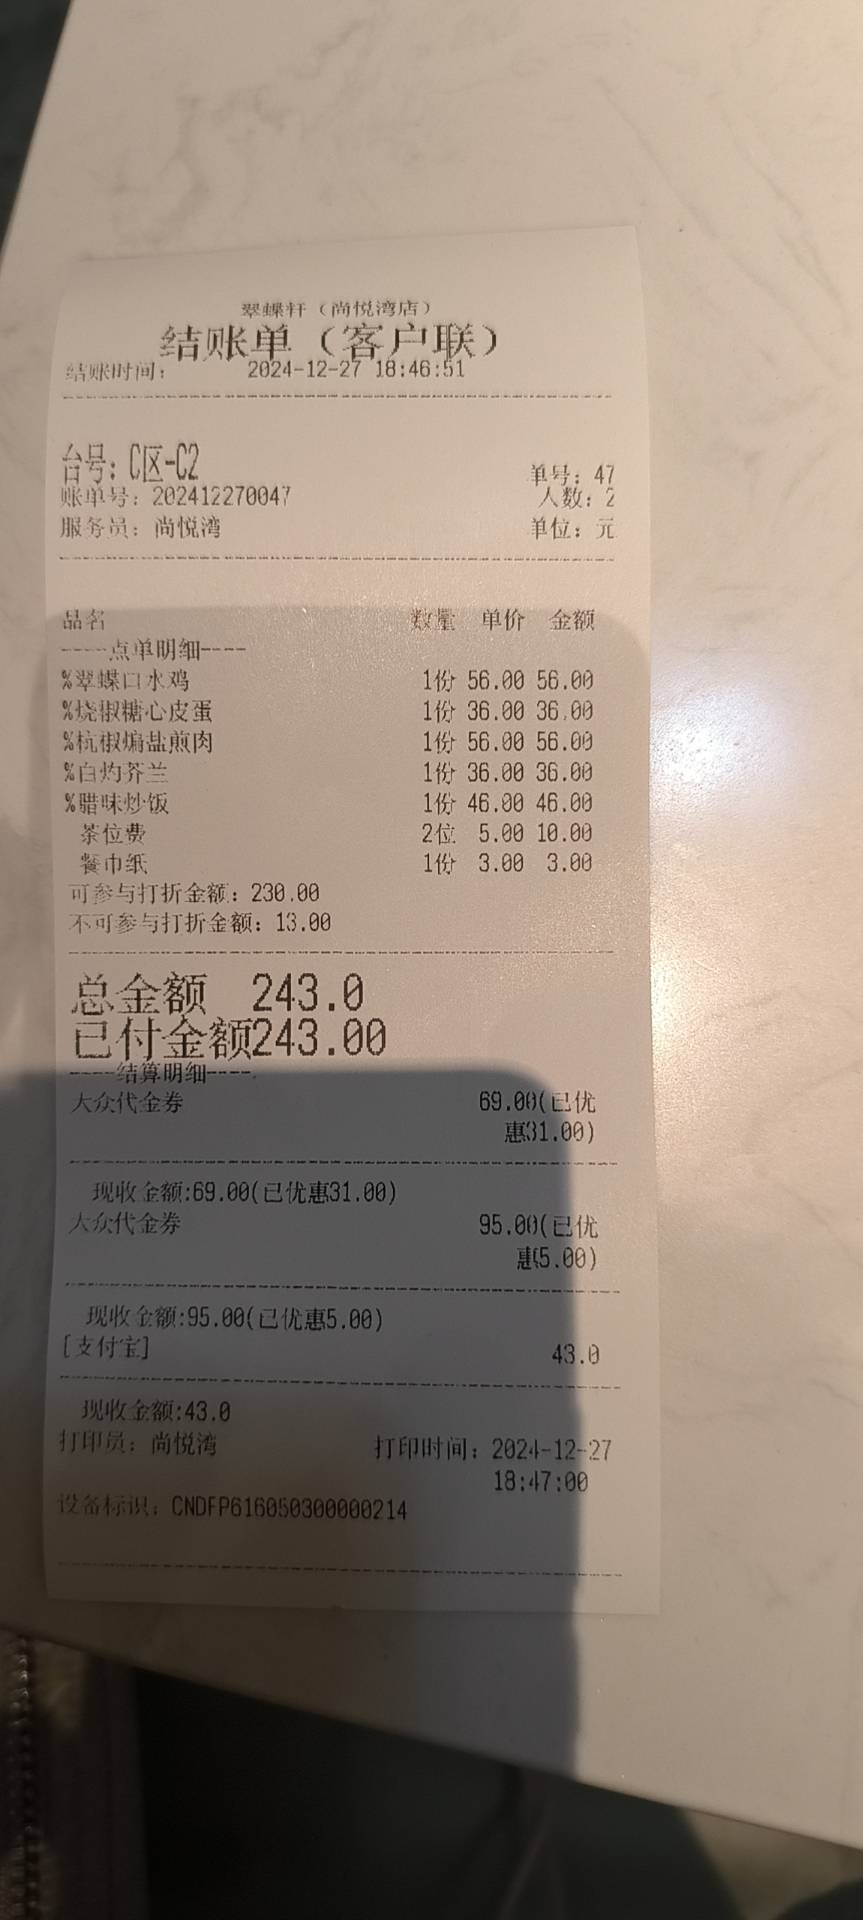 翠蝶轩（尚悦湾店）
结账单（客户联）
结账时间： 2024-12-27 18:46:51
台号：C区-C2
单号：47
账单号：202412270047 人数：2
服务员：尚悦湾 单位：元
品名 数量 单价 金额
----点单明细----
%翠蝶口水鸡 1份 56.00 56.00
%烧椒糖心皮蛋 1份 36.00 36.00
%杭椒煸盐煎肉 1份 56.00 56.00
%白灼芥兰 1份 36.00 36.00
%腊味炒饭 1份 46.00 46.00
茶位费 2位 5.00 10.00
餐巾纸 1份 3.00 3.00
可参与打折金额：230.00
不可参与打折金额：13.00
总金额 243.0
已付金额243.00
----结算明细----
大众代金券 69.00(已优
惠31.00)
现收金额:69.00(已优惠31.00)
大众代金券 95.00(已优
惠5.00)
现收金额:95.00(已优惠5.00)
[支付宝] 43.0
现收金额:43.0
打印员：尚悦湾 打印时间：2024-12-27
18:47:00
设备标识：CNDFP616050300000214